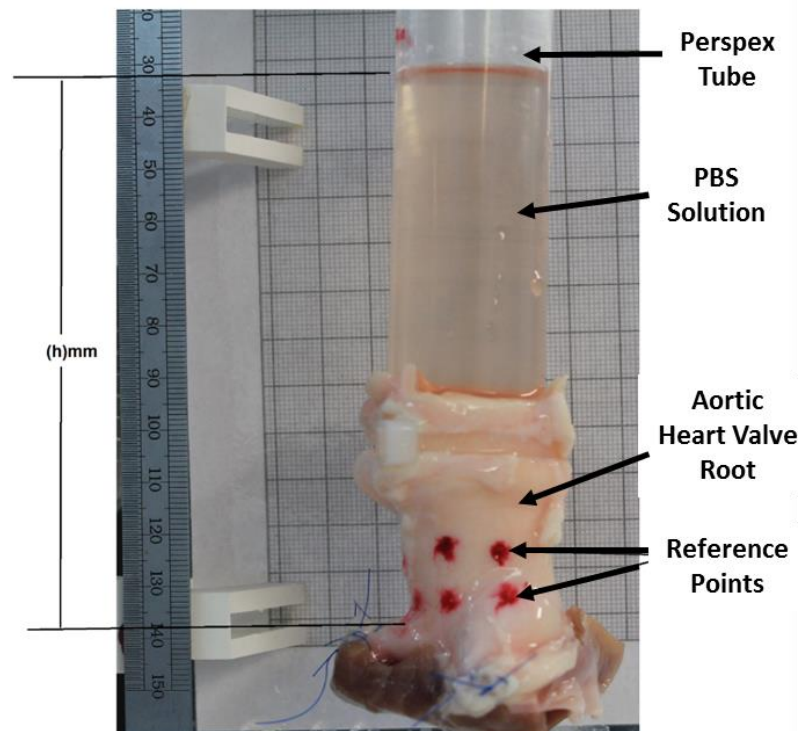 Perspex
Tube
PBS
Solution
Aortic
Heart Valve
Root
Reference
Points
(h)mm
20
30
40
50
60
70
80
90
100
110
120
130
140
150